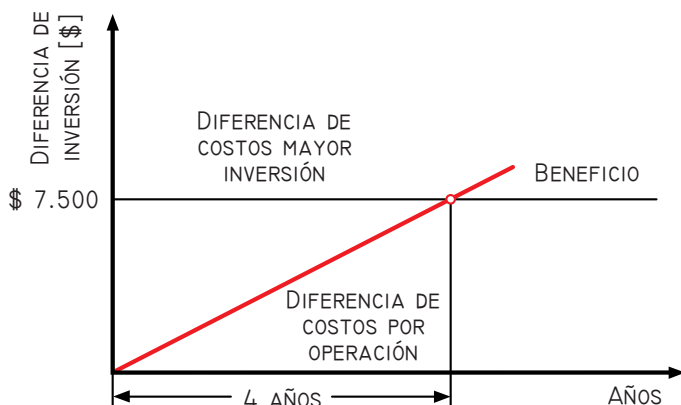 DIFERENCIA DE
INVERSIÓN [$]
DIFERENCIA DE
COSTOS MAYOR
INVERSIÓN
BENEFICIO
$ 7.500
DIFERENCIA DE
COSTOS POR
OPERACIÓN
4 AÑOS
AÑOS